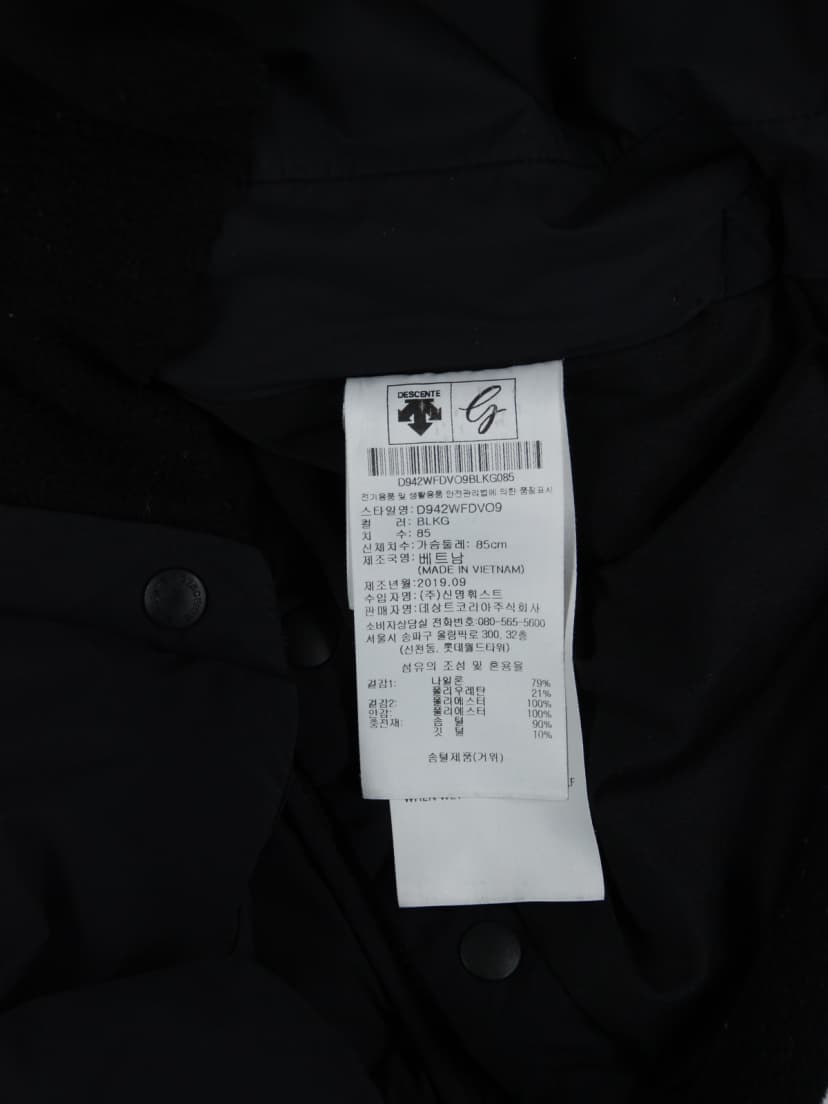 DESCENTE
D942WFDVO9BLKG085
전기용품 및 생활용품 안전관리법에 의한 품질표시
스타일명: D942WFDVO9
컬 러: BLKG
치 수: 85
신체치수: 가슴둘레: 85cm
제조국명: 베트남
(MADE IN VIETNAM)
제조년월: 2019.09
수입자명: (주)신명휘스트
판매자명: 데상트코리아주식회사
소비자상담실 전화번호: 080-565-5600
서울시 송파구 올림픽로 300, 32층
(신천동, 롯데월드타워)
섬유의 조성 및 혼용율
겉감1: 나일론 79%
폴리우레탄 21%
겉감2: 폴리에스터 100%
안감: 폴리에스터 100%
충전재: 솜 털 90%
깃 털 10%
솜털제품(거위)